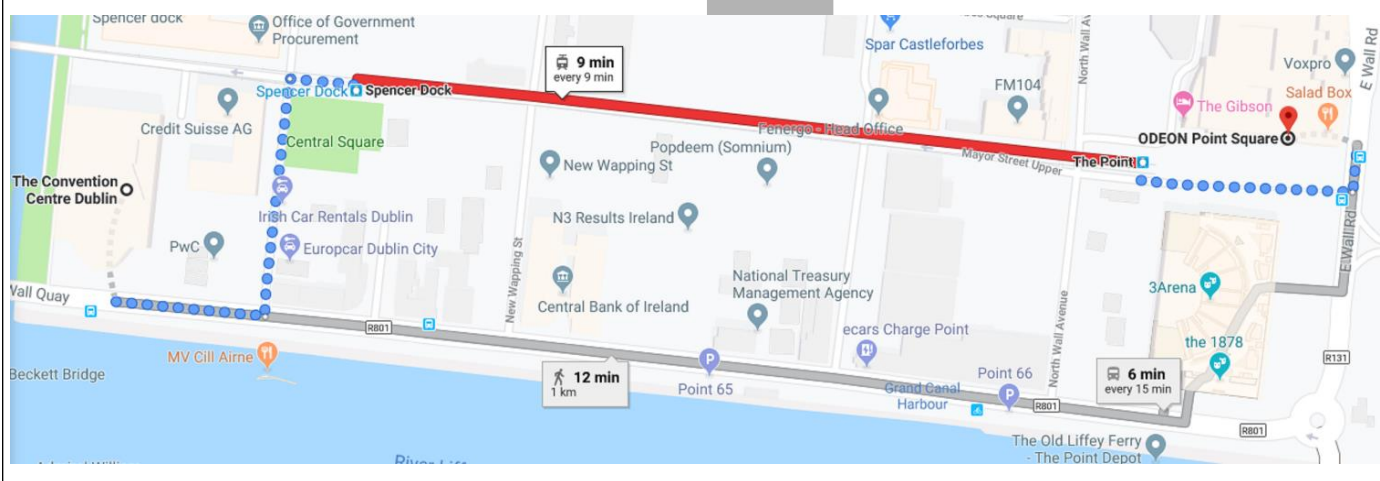 Spencer dock
Office of Government
Procurement
Spar Castleforbes
North Wall Av
E Wall Rd
9 min
every 9 min
Voxpro
Salad Box
FM104
The Gibson
ODEON Point Square
Spencer Dock
Spencer Dock
Credit Suisse AG
Central Square
Fenergo - Head Office
Mayor Street Upper
The Point
New Wapping St
Popdeem (Somnium)
The Convention
Centre Dublin
Irish Car Rentals Dublin
N3 Results Ireland
PwC
Europcar Dublin City
New Wapping St
E Wall Rd
3Arena
National Treasury
Management Agency
Central Bank of Ireland
Wall Quay
R801
North Wall Avenue
ecars Charge Point
the 1878
MV Cill Airne
R131
Beckett Bridge
12 min
1 km
P
Point 65
Grand Canal
Harbour
Point 66
P
6 min
every 15 min
R801
R801
The Old Liffey Ferry
- The Point Depot
River